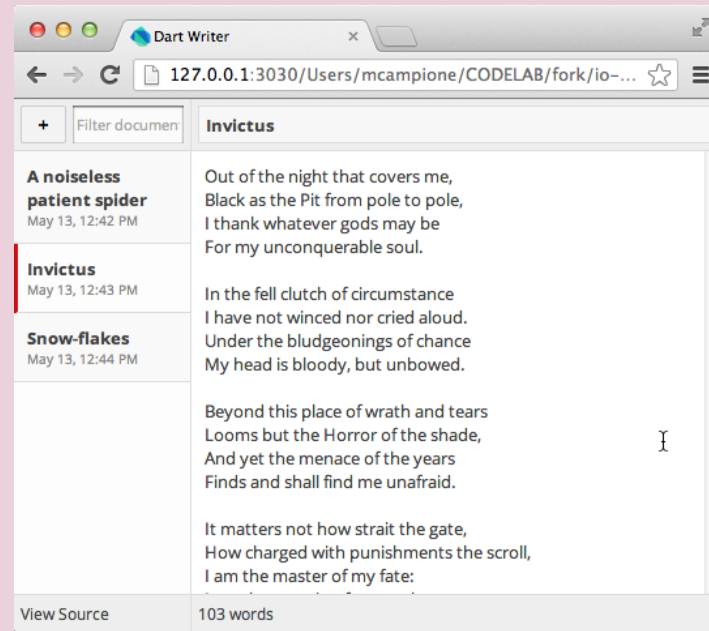 Dart Writer
127.0.0.1:3030/Users/mcampione/CODELAB/fork/io-...
+
Filter documen
Invictus
A noiseless
patient spider
May 13, 12:42 PM
Invictus
May 13, 12:43 PM
Snow-flakes
May 13, 12:44 PM
Out of the night that covers me,
Black as the Pit from pole to pole,
I thank whatever gods may be
For my unconquerable soul.
In the fell clutch of circumstance
I have not winced nor cried aloud.
Under the bludgeonings of chance
My head is bloody, but unbowed.
Beyond this place of wrath and tears
Looms but the Horror of the shade,
And yet the menace of the years
Finds and shall find me unafraid.
It matters not how strait the gate,
How charged with punishments the scroll,
I am the master of my fate:
View Source
103 words